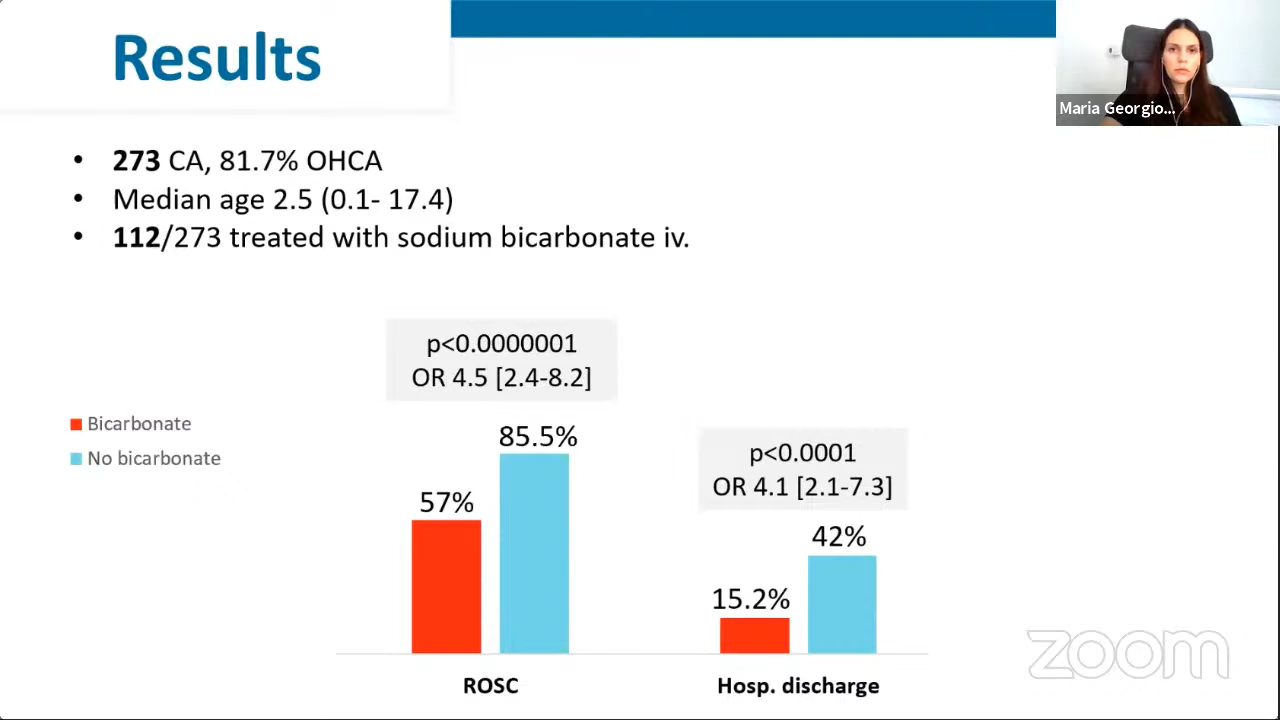 Results
Maria Georgio...
• 273 CA, 81.7% OHCA
• Median age 2.5 (0.1- 17.4)
• 112/273 treated with sodium bicarbonate iv.
p<0.0000001
OR 4.5 [2.4-8.2]
Bicarbonate
No bicarbonate
85.5%
57%
p<0.0001
OR 4.1 [2.1-7.3]
42%
15.2%
ROSC
Hosp. discharge
zoom